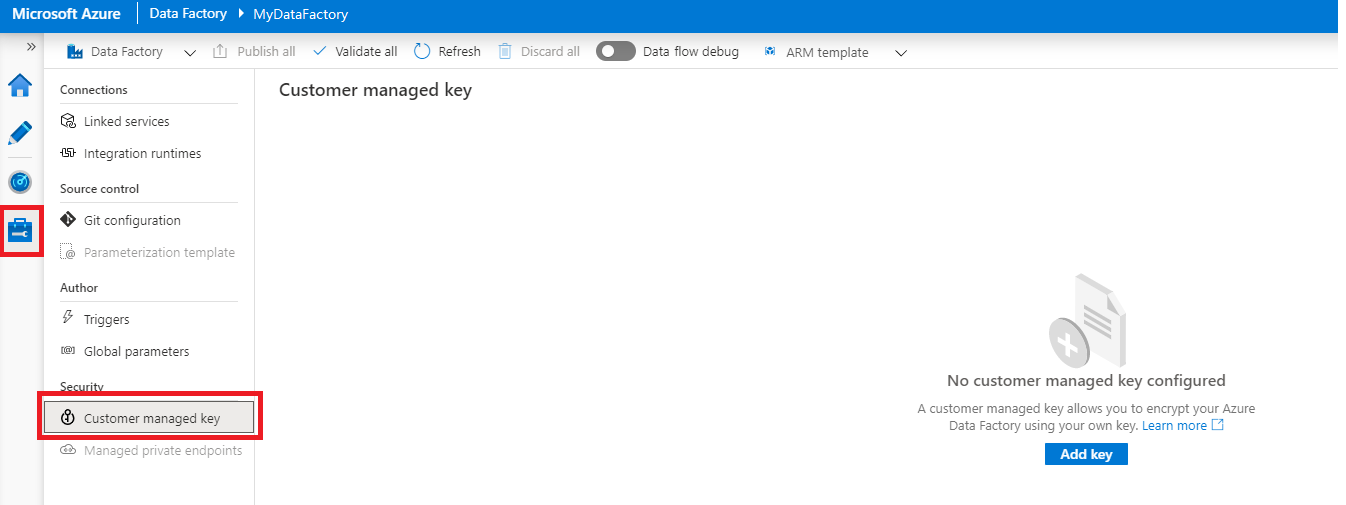 Microsoft Azure Data Factory MyDataFactory
Data Factory Publish all Validate all Refresh Discard all Data flow debug ARM template
Connections
Linked services
Integration runtimes
Source control
Git configuration
Parameterization template
Author
Triggers
Global parameters
Security
Customer managed key
Managed private endpoints
Customer managed key
No customer managed key configured
A customer managed key allows you to encrypt your Azure
Data Factory using your own key. Learn more
Add key